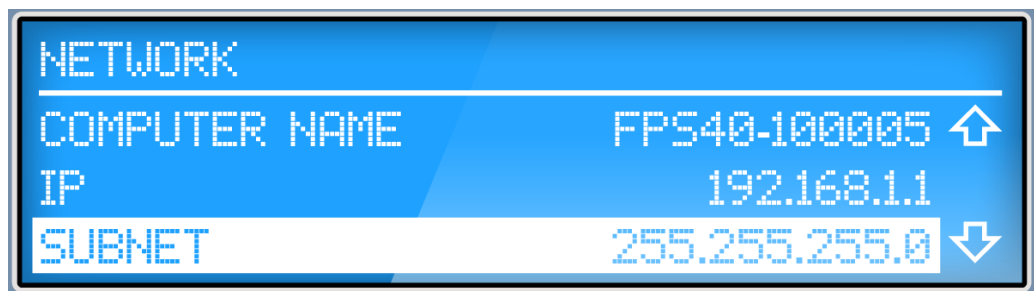 NETWORK
COMPUTER NAME FPS40-100005
IP 192.168.1.1
SUBNET 255.255.255.0